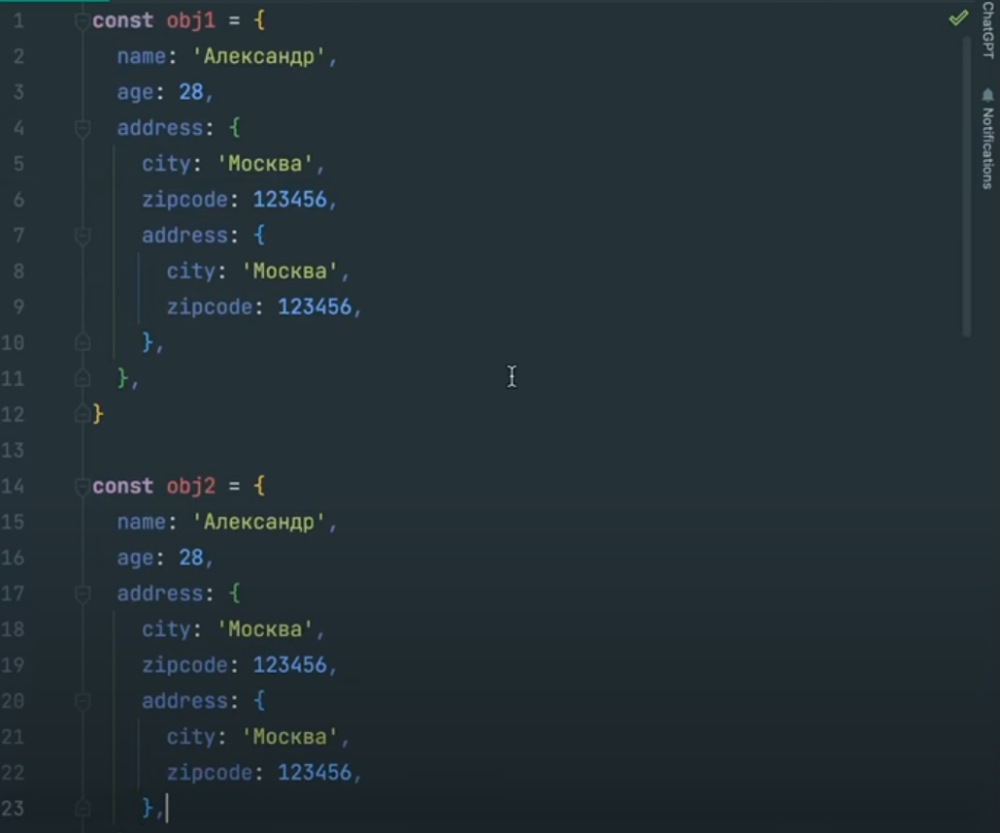 1 const obj1 = {
2 name: 'Александр',
3 age: 28,
4 address: {
5 city: 'Москва',
6 zipcode: 123456,
7 address: {
8 city: 'Москва',
9 zipcode: 123456,
10 },
11 },
12 }
13
14 const obj2 = {
15 name: 'Александр',
16 age: 28,
17 address: {
18 city: 'Москва',
19 zipcode: 123456,
20 address: {
21 city: 'Москва',
22 zipcode: 123456,
23 },
ChatGPT
Notifications